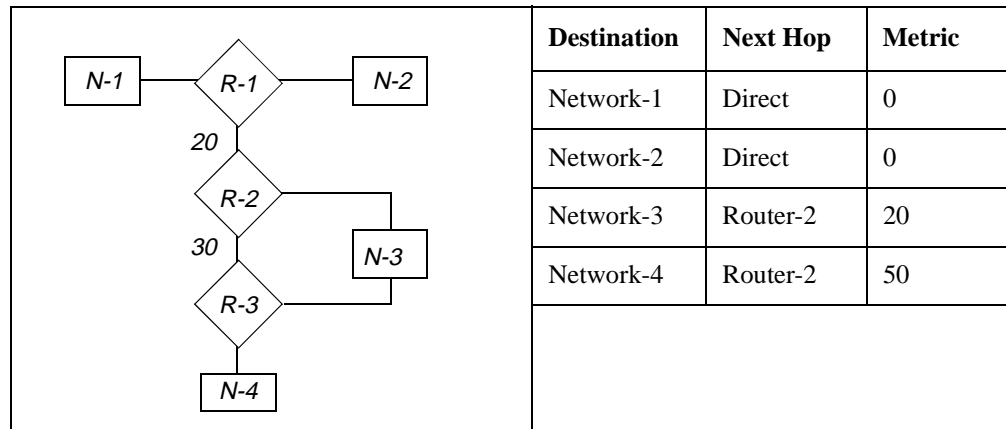 N-1
R-1
N-2
20
R-2
30
N-3
R-3
N-4
Destination Next Hop Metric
Network-1 Direct 0
Network-2 Direct 0
Network-3 Router-2 20
Network-4 Router-2 50